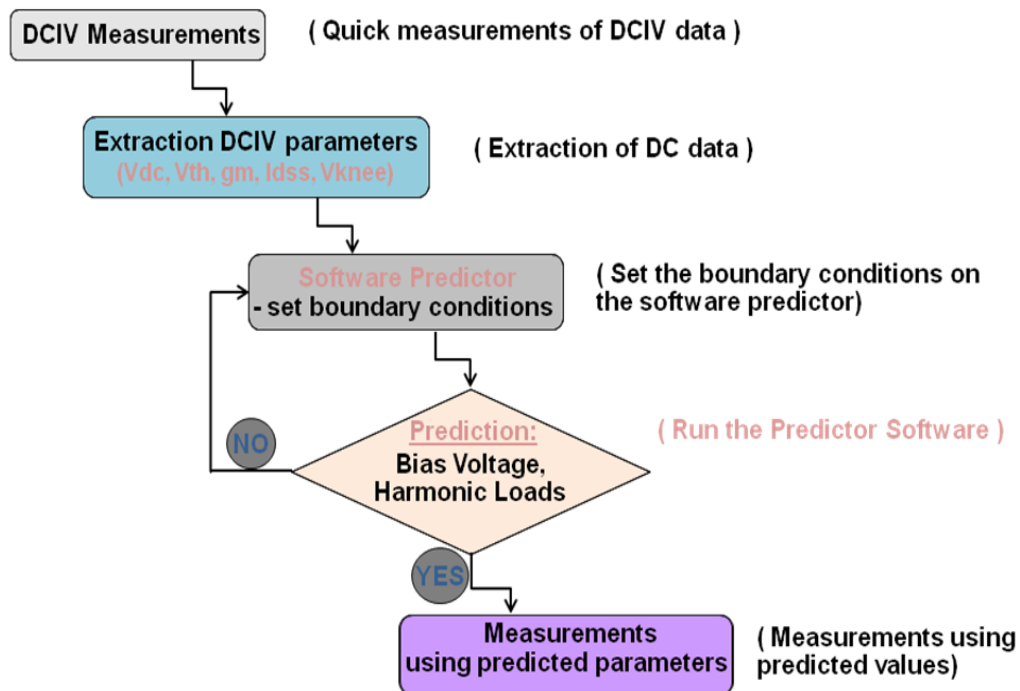 DCIV Measurements
( Quick measurements of DCIV data )
Extraction DCIV parameters
(Vdc, Vth, gm, Idss, Vknee)
( Extraction of DC data )
Software Predictor
- set boundary conditions
( Set the boundary conditions on
the software predictor)
Prediction:
Bias Voltage,
Harmonic Loads
( Run the Predictor Software )
NO
YES
Measurements
using predicted parameters
( Measurements using
predicted values)